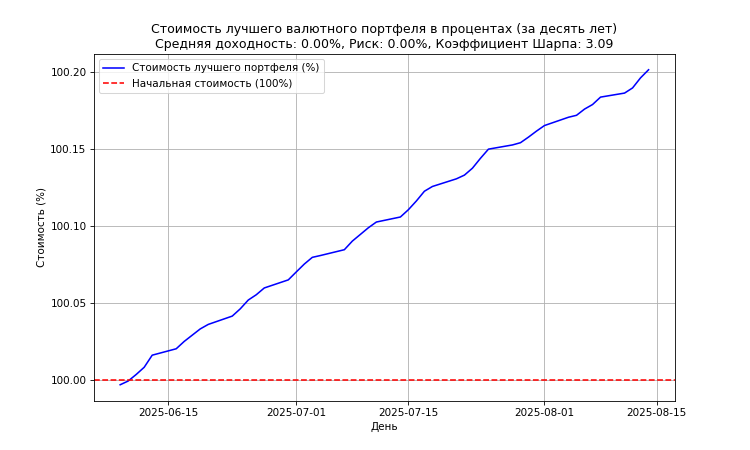 Стоимость лучшего валютного портфеля в процентах (за десять лет)
Средняя доходность: 0.00%, Риск: 0.00%, Коэффициент Шарпа: 3.09
Стоимость лучшего портфеля (%)
Начальная стоимость (100%)
Стоимость (%)
100.20
100.15
100.10
100.05
100.00
2025-06-15
2025-07-01
2025-07-15
2025-08-01
2025-08-15
День